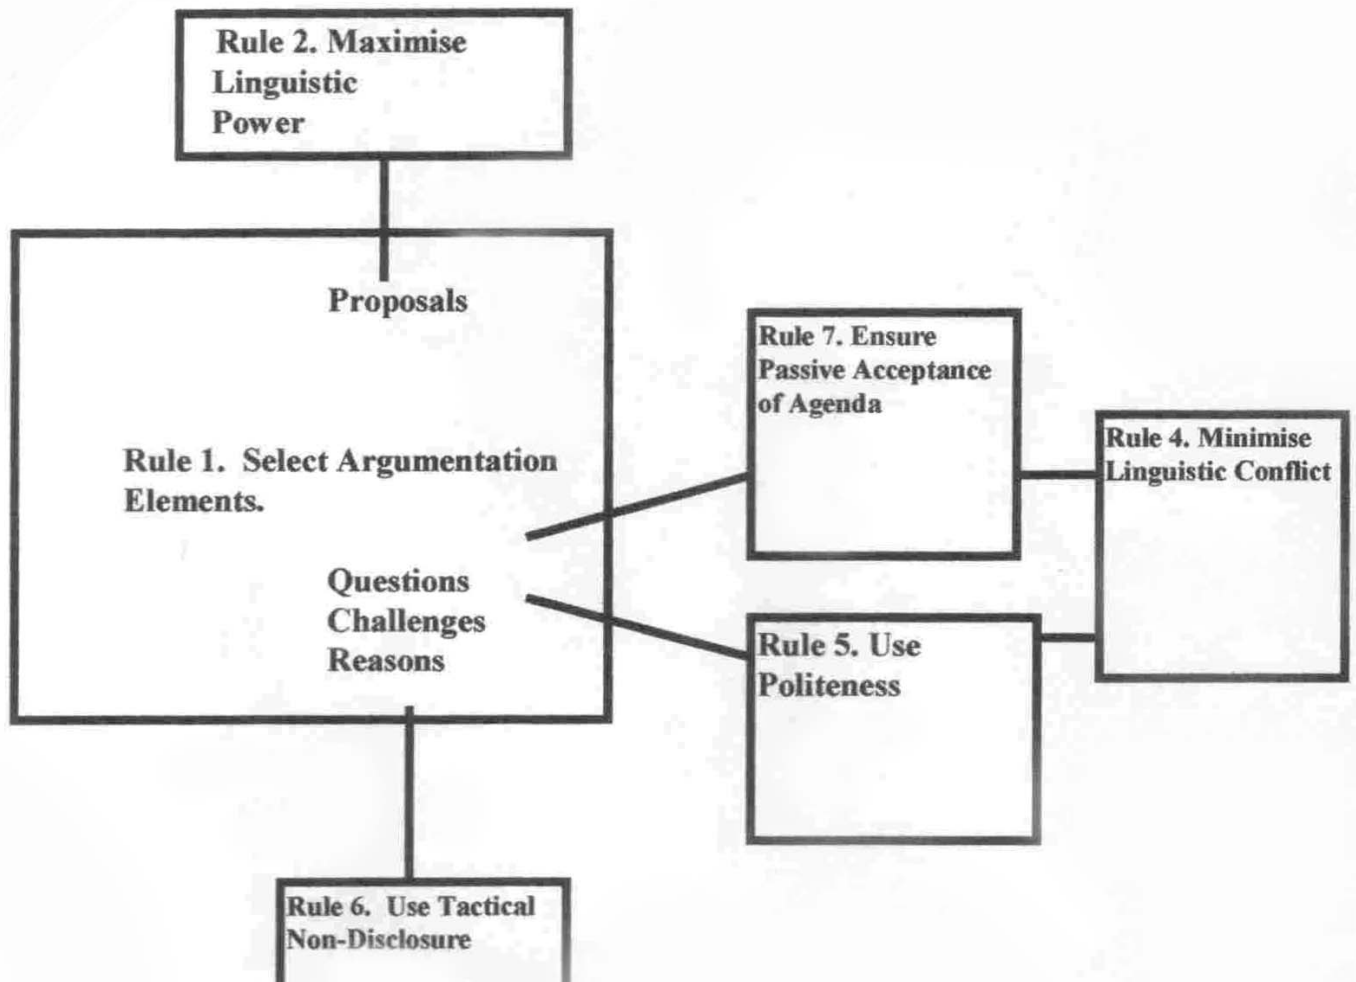 Rule 2. Maximise
Linguistic
Power
Proposals
Rule 1. Select Argumentation
Elements.
Questions
Challenges
Reasons
Rule 7. Ensure
Passive Acceptance
of Agenda
Rule 4. Minimise
Linguistic Conflict
Rule 5. Use
Politeness
Rule 6. Use Tactical
Non-Disclosure